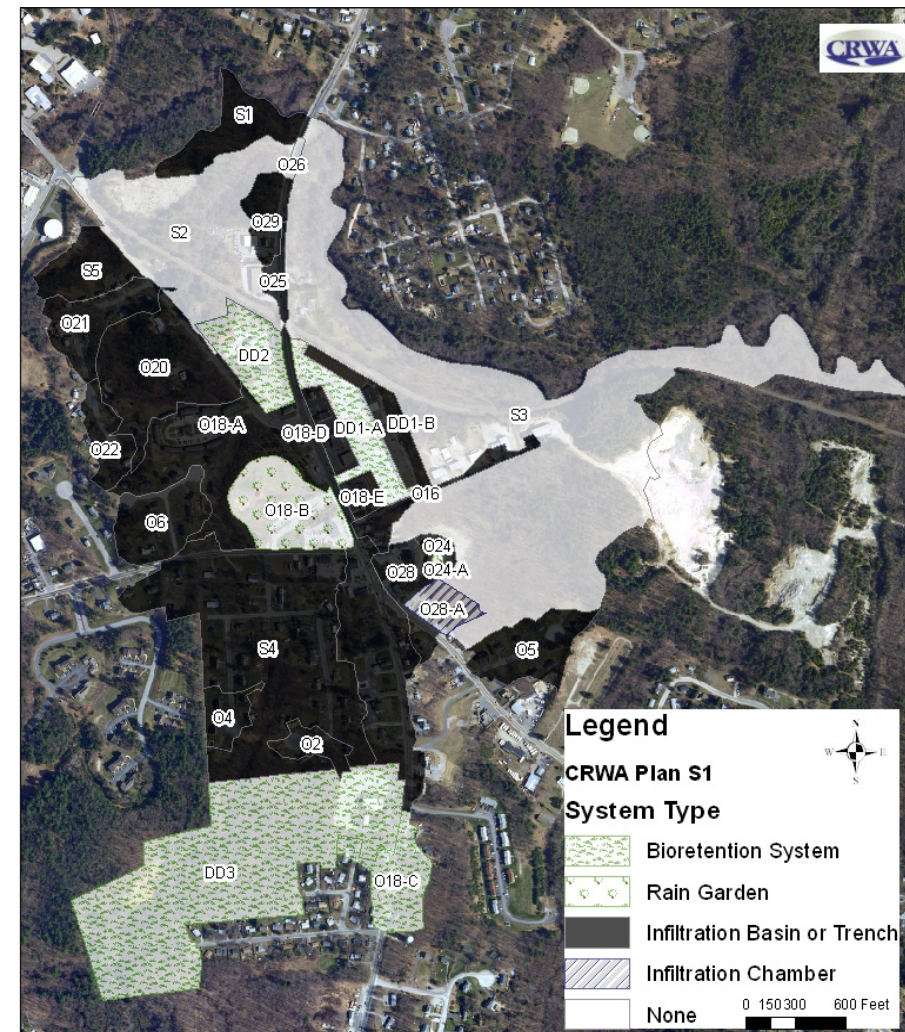 CRWA
S1
O26
S2
O29
S5
O25
O21
DD2
O20
O18-A
O18-D
DD1-A
DD1-B
S3
O22
O18-E
O16
O6
O18-B
O24
O28
O24-A
O28-A
S4
O5
O4
O2
DD3
O18-C
Legend
N
W
E
S
CRWA Plan S1
System Type
Bioretention System
Rain Garden
Infiltration Basin or Trench
Infiltration Chamber
None
0 150300 600 Feet